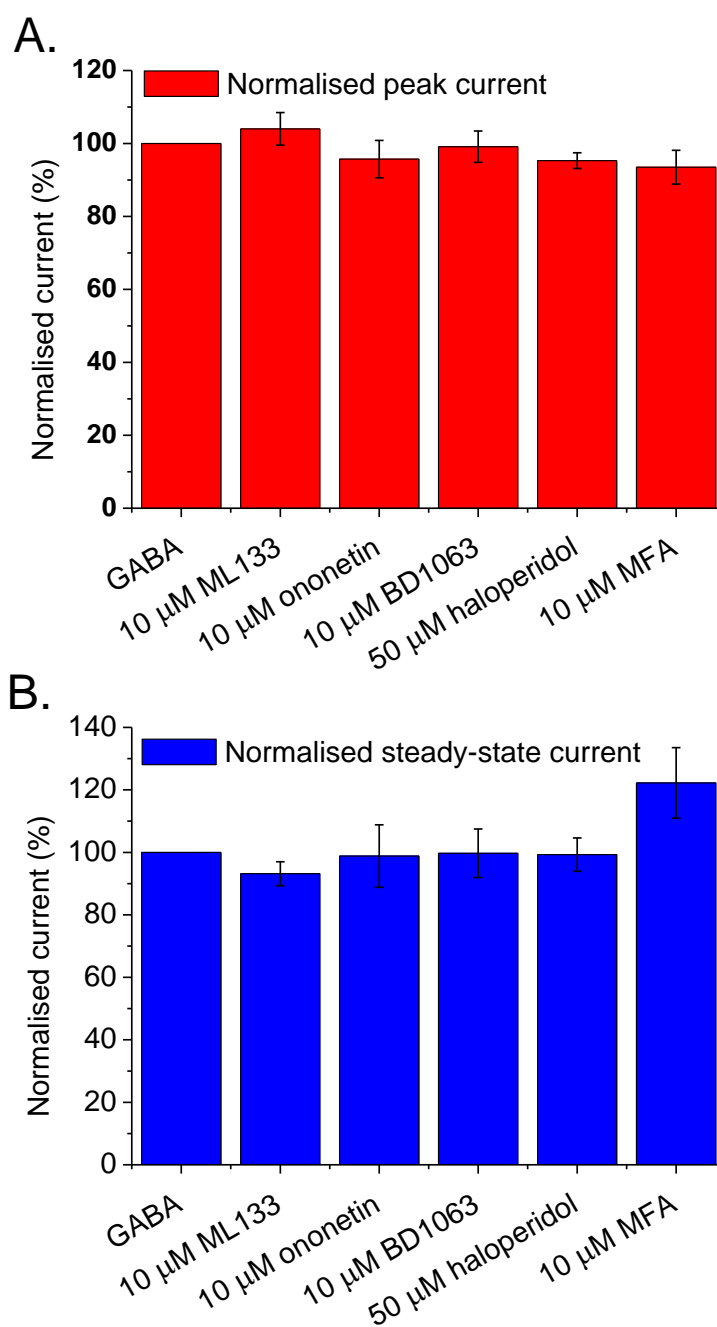 A.
Normalised peak current
Normalised current (%)
120
100
80
60
40
20
0
GABA
10 μM ML133
10 μM ononetin
10 μM BD1063
50 μM haloperidol
10 μM MFA
B.
Normalised steady-state current
Normalised current (%)
140
120
100
80
60
40
20
0
GABA
10 μM ML133
10 μM ononetin
10 μM BD1063
50 μM haloperidol
10 μM MFA